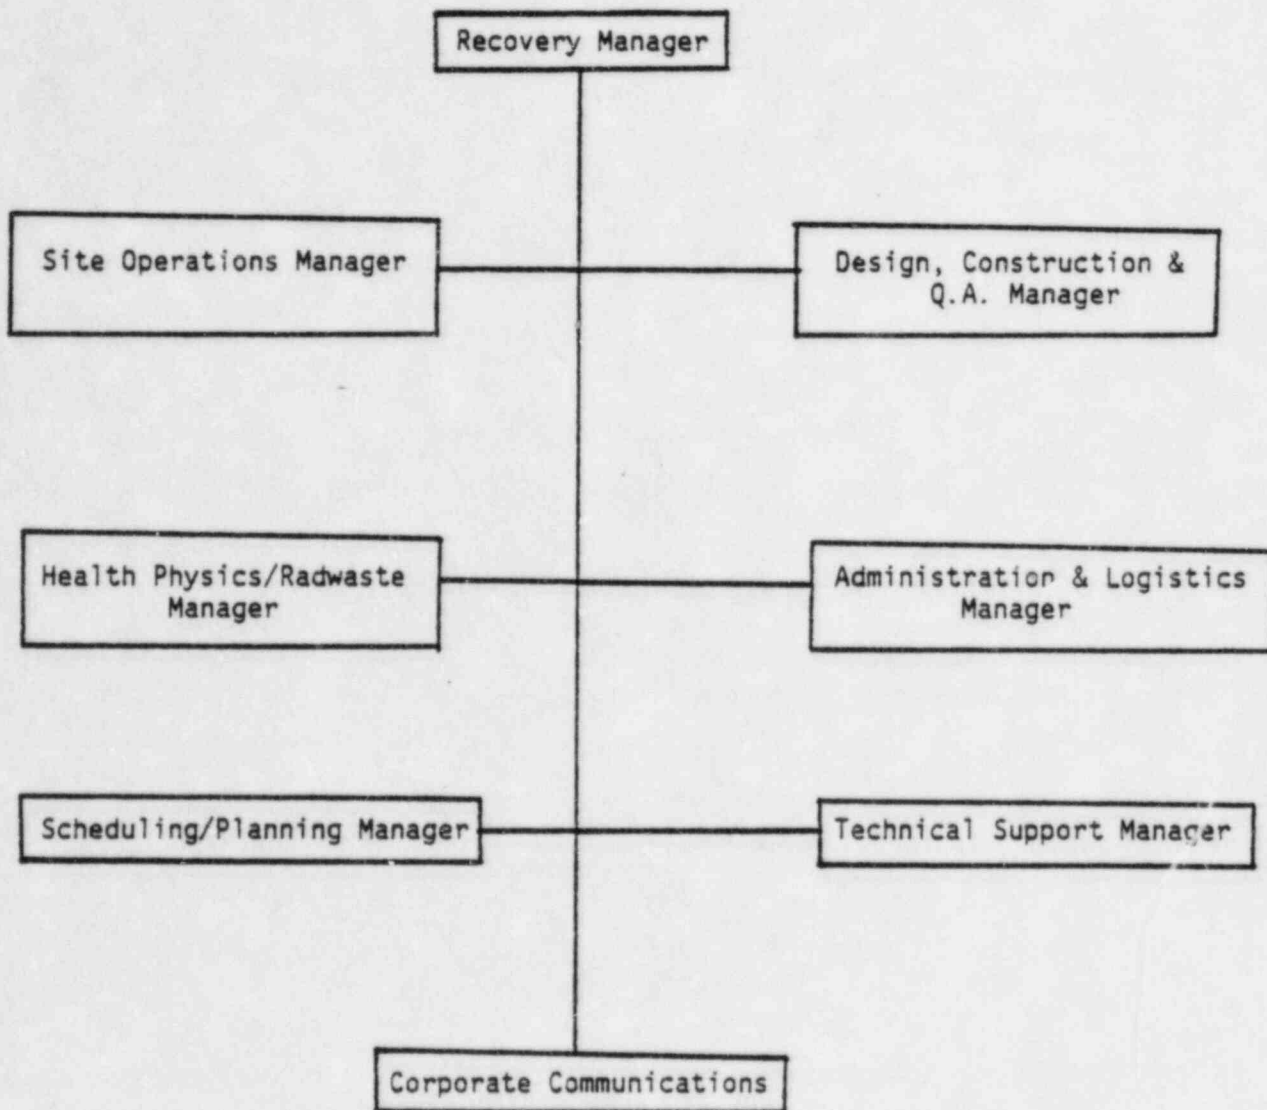 Recovery Manager
Site Operations Manager
Design, Construction &
Q.A. Manager
Health Physics/Radwaste
Manager
Administration & Logistics
Manager
Scheduling/Planning Manager
Technical Support Manager
Corporate Communications